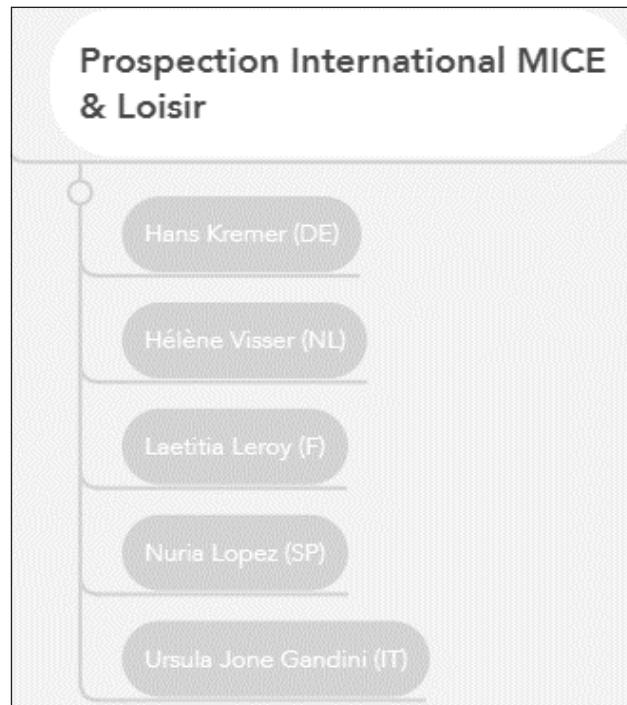 Prospection International MICE
& Loisir
Hans Kremer (DE)
Hélène Visser (NL)
Laetitia Leroy (F)
Nuria Lopez (SP)
Ursula Jone Gandini (IT)